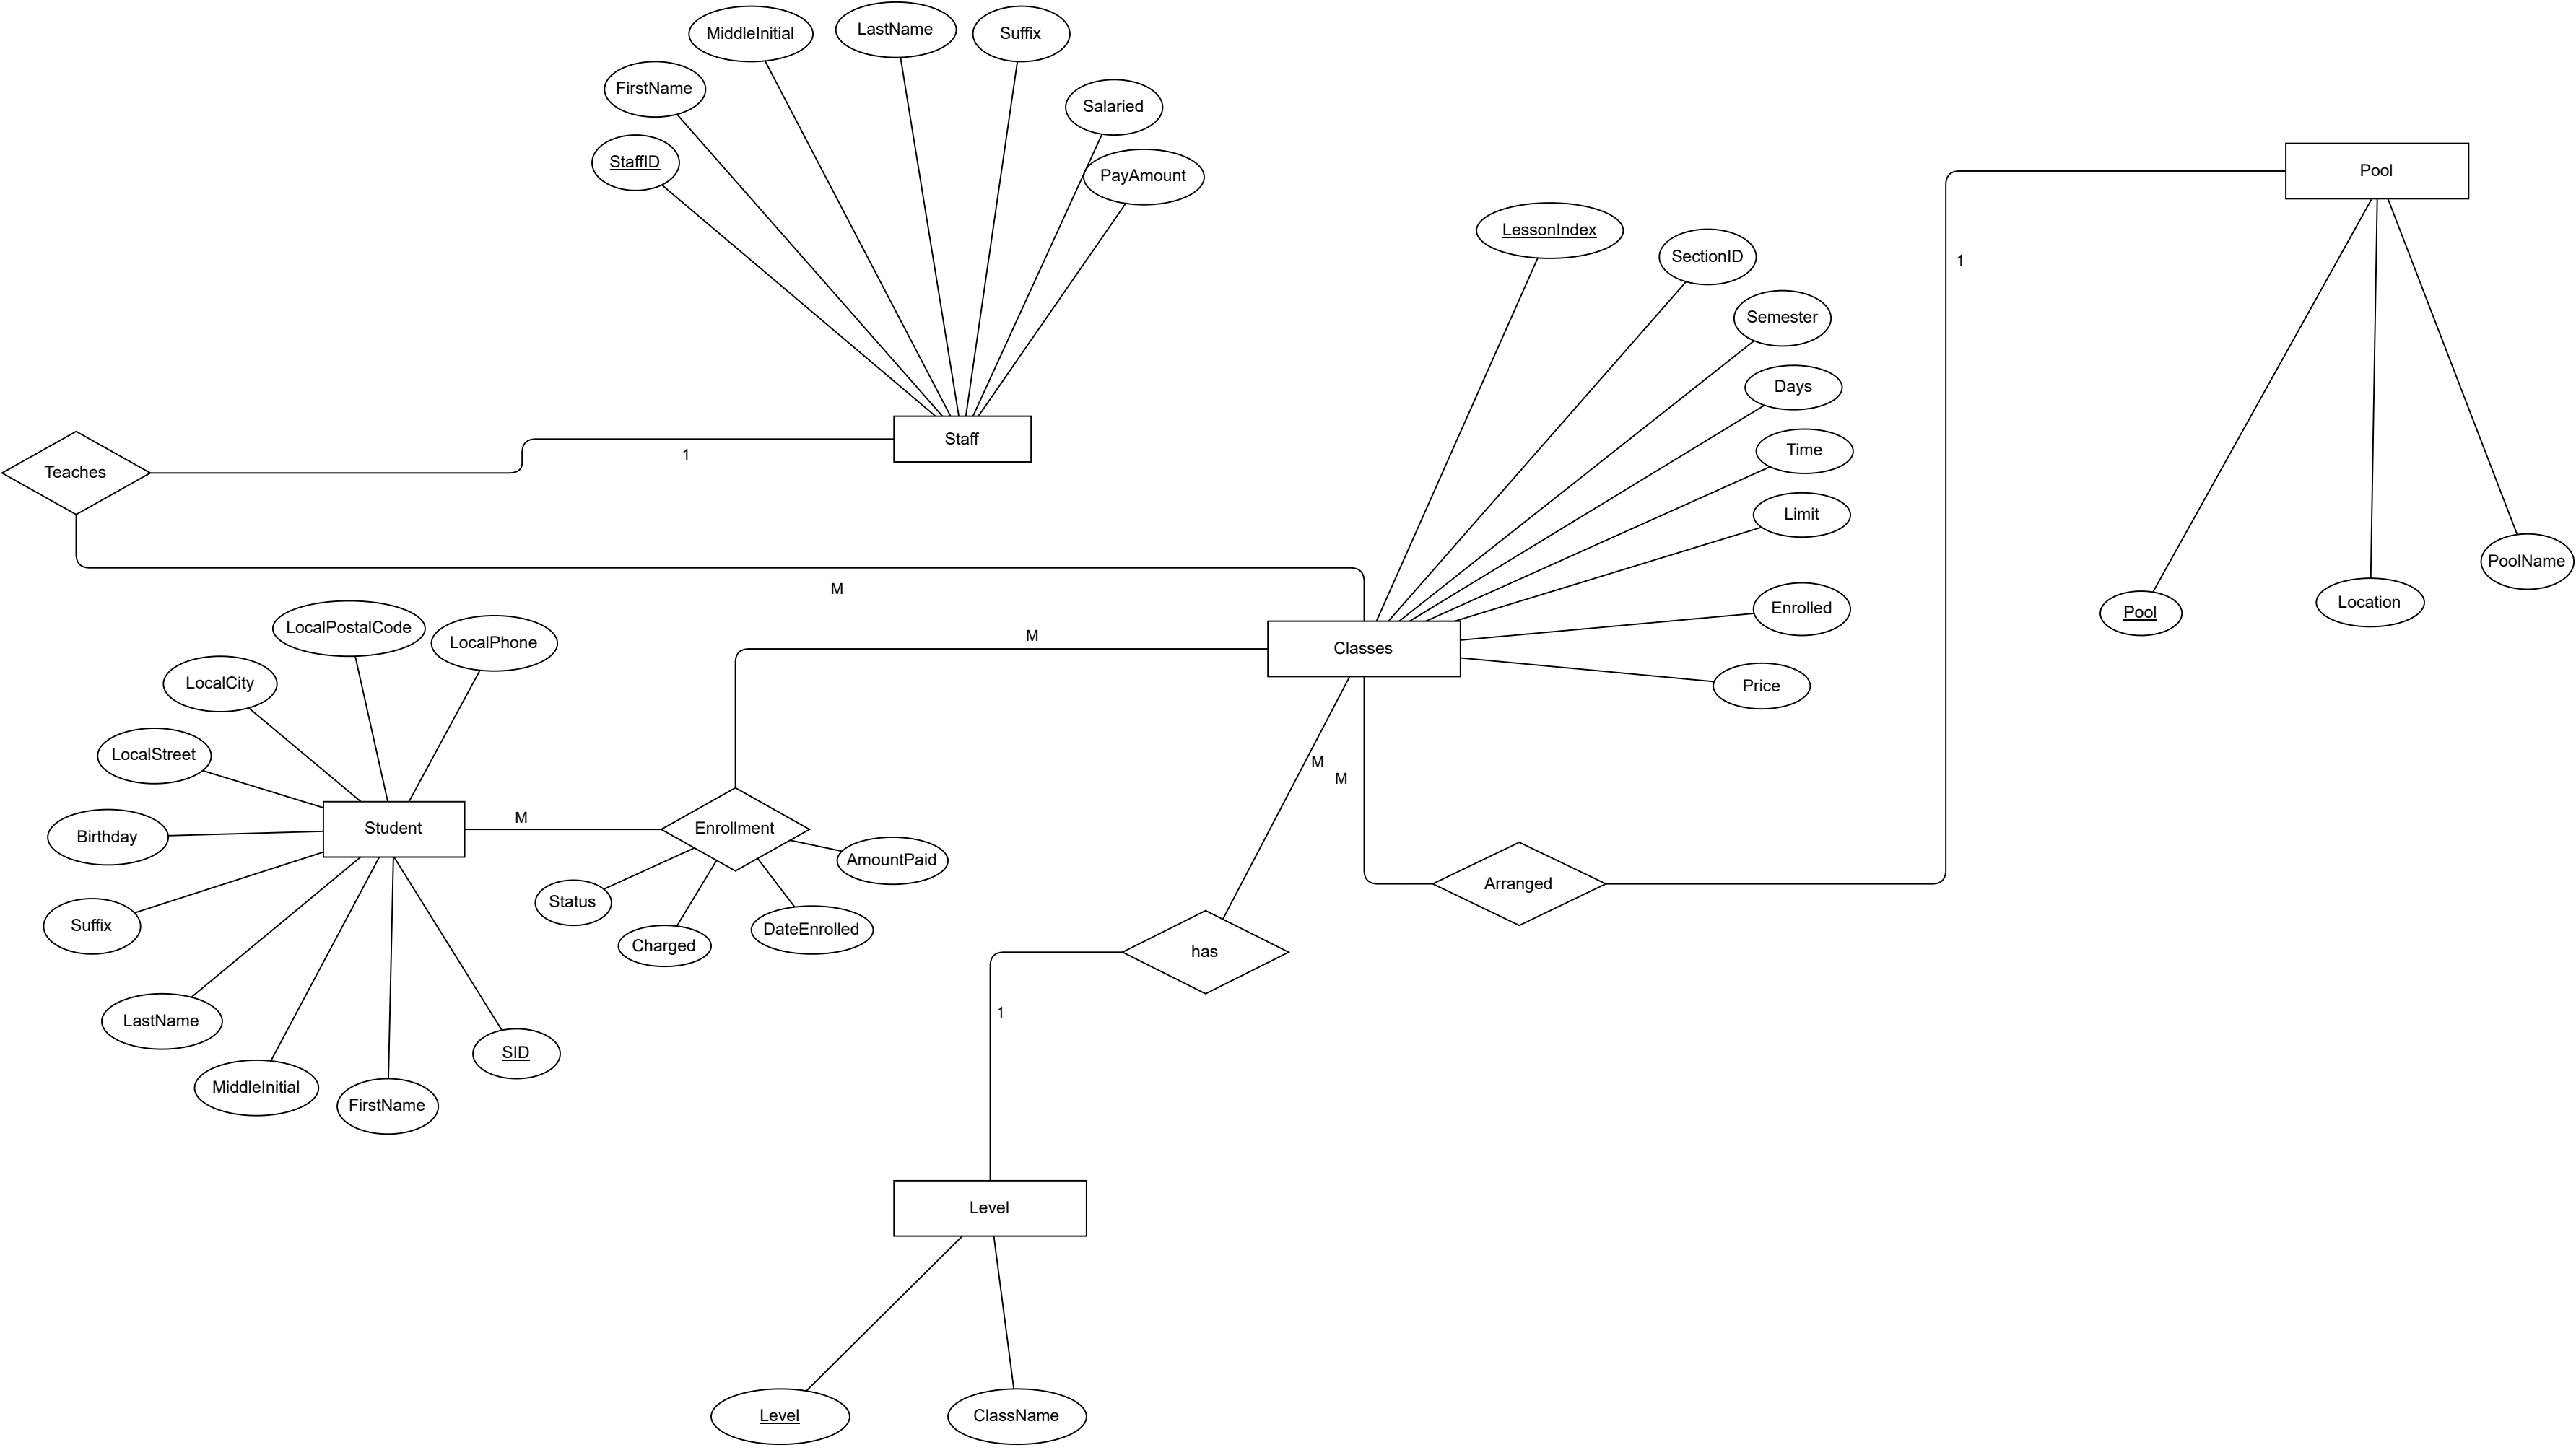 MiddleInitial
LastName
Suffix
FirstName
Salaried
StaffID
PayAmount
Pool
LessonIndex
SectionID
1
Semester
Days
Staff
Time
1
Teaches
Limit
PoolName
M
Location
Enrolled
Pool
LocalPostalCode
LocalPhone
M
Classes
LocalCity
Price
LocalStreet
M
M
M
Student
Enrollment
Birthday
AmountPaid
Arranged
Status
Suffix
DateEnrolled
Charged
has
1
LastName
SID
MiddleInitial
FirstName
Level
Level
ClassName